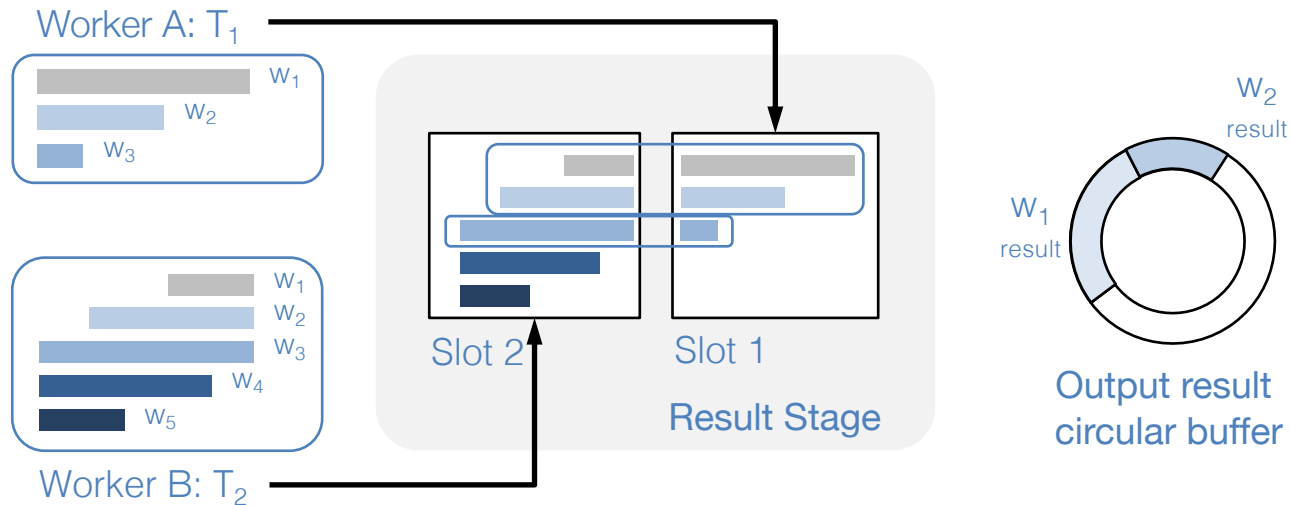 Worker A: T₁
w₁
w₂
w₃
w₁
w₂
w₃
w₄
w₅
Worker B: T₂
Slot 2
Slot 1
Result Stage
w₂
result
w₁
result
Output result
circular buffer